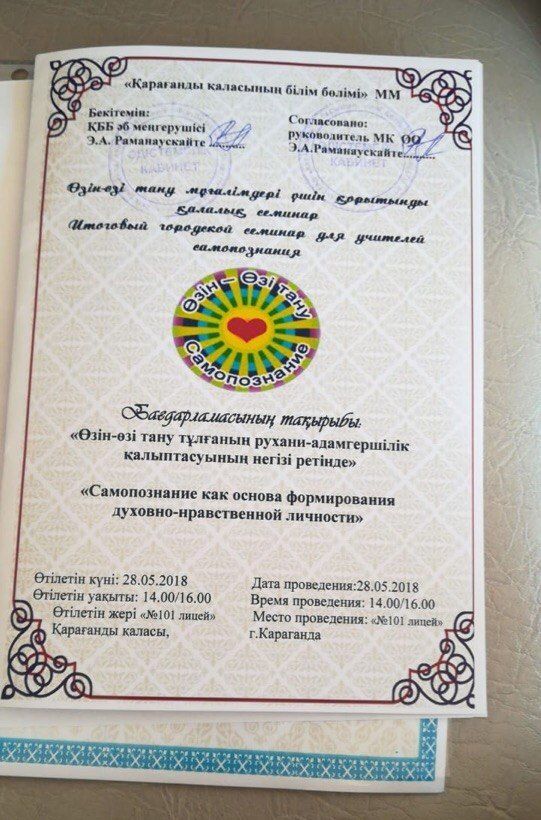 «Қарағанды қаласының білім бөлімі» ММ
Бекітемін:
ҚББ әб меңгерушісі
Э.А. Раманаускайте ..........
Согласовано:
руководитель МК ОО
Э.А.Раманаускайте..........
КАБИНЕТ
КАБИНЕТ
Өзін-өзі тану мұғалімдері үшін қорытынды
қалалық семинар
Итоговый городской семинар для учителей
самопознания
Өзін – Өзі тану
Самопознание
Бағдарламасының тақырыбы:
«Өзін-өзі тану тұлғаның рухани-адамгершілік
қалыптасуының негізі ретінде»
«Самопознание как основа формирования
духовно-нравственной личности»
Өтілетін күні: 28.05.2018
Өтілетін уақыты: 14.00/16.00
Өтілетін жері «№101 лицей»
Қарағанды қаласы,
Дата проведения:28.05.2018
Время проведения: 14.00/16.00
Место проведения: «№101 лицей»
г.Караганда